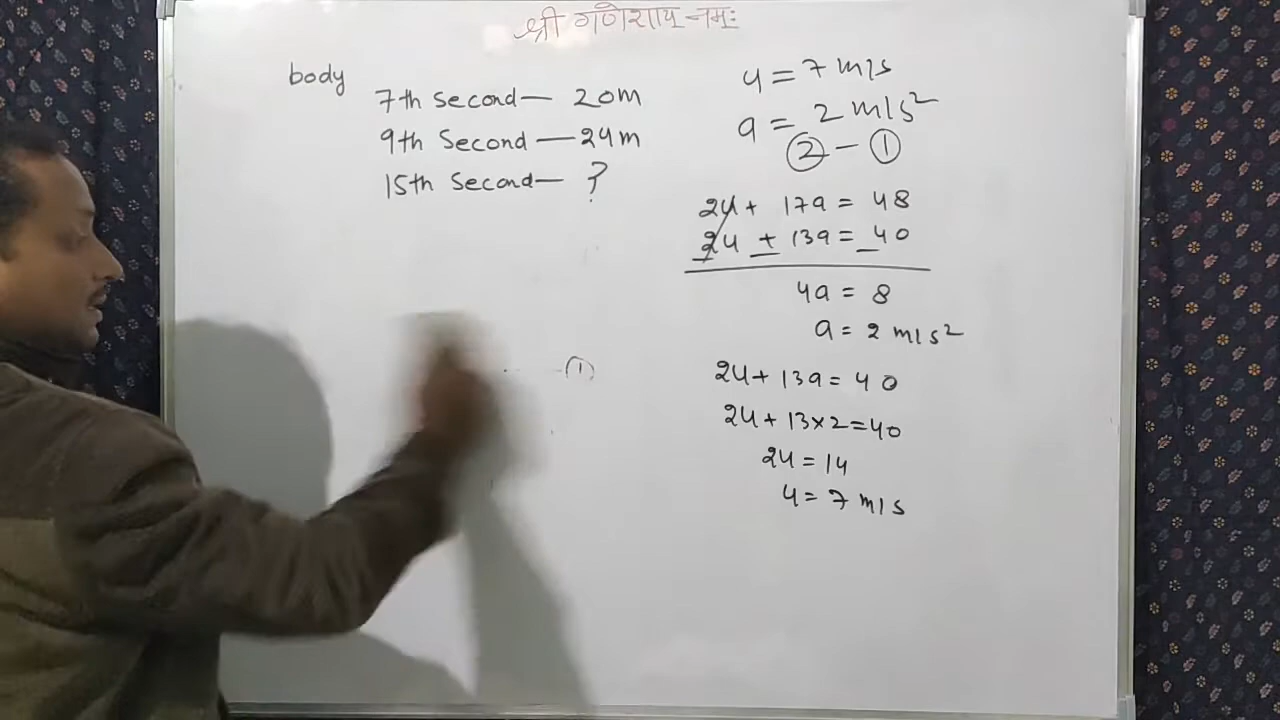 श्री गणेशाय नमः
body
7th Second— 20m
9th Second —24m
15th Second— ?
u = 7 m/s
a = 2 m/s²
② − ①
2u + 17a = 48
2u + 13a = 40
4a = 8
a = 2 m/s²
①
2u + 13a = 40
2u + 13×2 = 40
2u = 14
u = 7 m/s